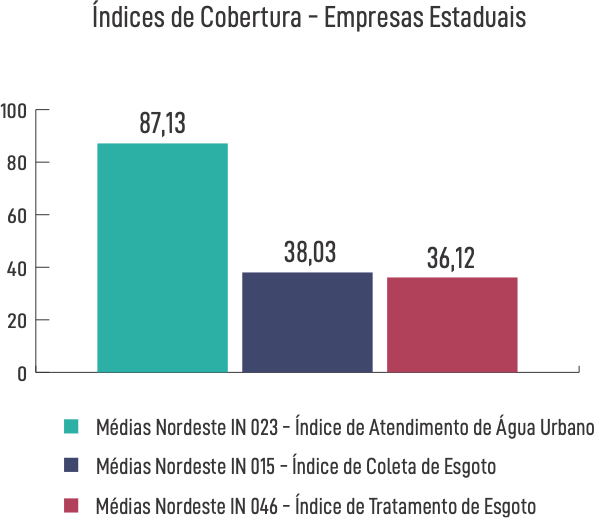 Índices de Cobertura - Empresas Estaduais
100
80
60
40
20
0
87,13
38,03
36,12
Médias Nordeste IN 023 - Índice de Atendimento de Água Urbano
Médias Nordeste IN 015 - Índice de Coleta de Esgoto
Médias Nordeste IN 046 - Índice de Tratamento de Esgoto